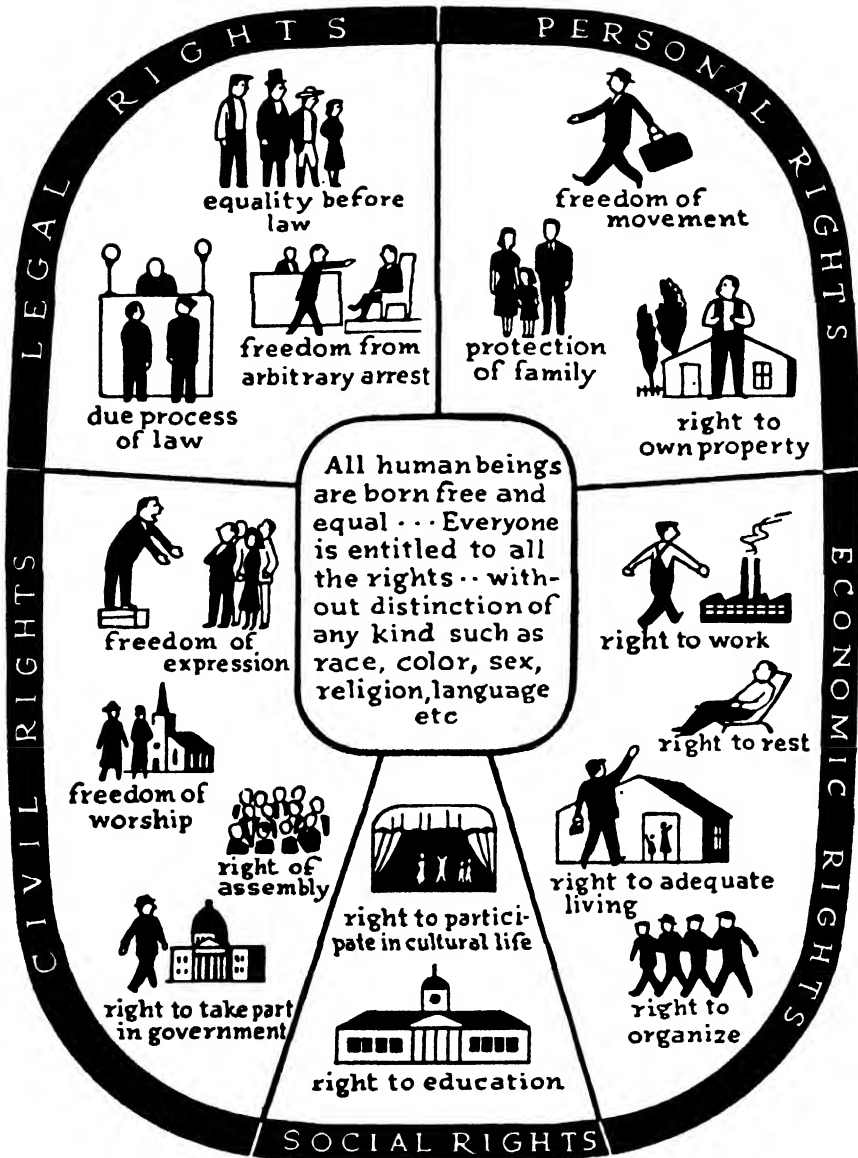 LEGAL RIGHTS
equality before
law
freedom from
arbitrary arrest
due process
of law
PERSONAL RIGHTS
freedom of
movement
protection
of family
right to
own property
All human beings
are born free and
equal ··· Everyone
is entitled to all
the rights ·· with-
out distinction of
any kind such as
race, color, sex,
religion, language
etc
CIVIL RIGHTS
freedom of
expression
freedom of
worship
right of
assembly
right to take part
in government
SOCIAL RIGHTS
right to partici-
pate in cultural life
right to education
ECONOMIC RIGHTS
right to work
right to rest
right to adequate
living
right to
organize